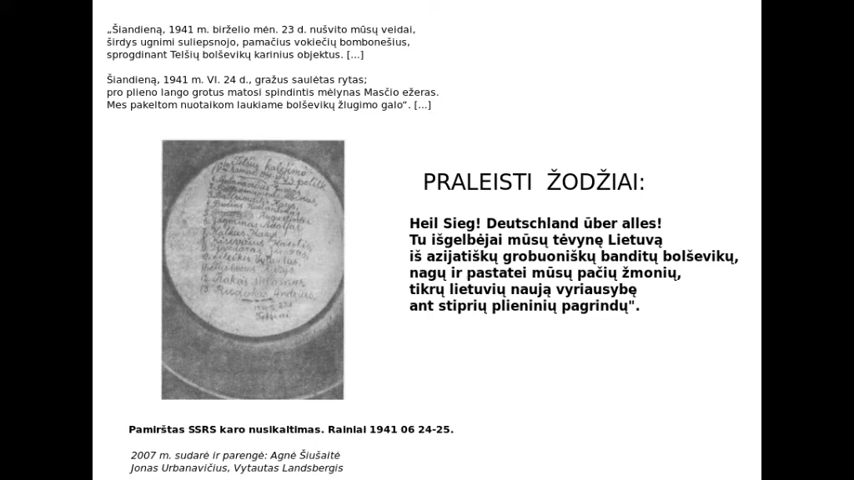 „Šiandieną, 1941 m. birželio mėn. 23 d. nušvito mūsų veidai,
širdys ugnimi suliepsnojo, pamačius vokiečių bombonešius,
sprogdinant Telšių bolševikų karinius objektus. [...]
Šiandieną, 1941 m. VI. 24 d., gražus saulėtas rytas;
pro plieno lango grotus matosi spindintis mėlynas Masčio ežeras.
Mes pakeltom nuotaikom laukiame bolševikų žlugimo galo“. [...]
PRALEISTI ŽODŽIAI:
Heil Sieg! Deutschland über alles!
Tu išgelbėjai mūsų tėvynę Lietuvą
iš azijatiškų grobuoniškų banditų bolševikų,
nagų ir pastatei mūsų pačių žmonių,
tikrų lietuvių naują vyriausybę
ant stiprių plieninių pagrindų".
Pamirštas SSRS karo nusikaltimas. Rainiai 1941 06 24-25.
2007 m. sudarė ir parengė: Agnė Šiušaitė
Jonas Urbanavičius, Vytautas Landsbergis